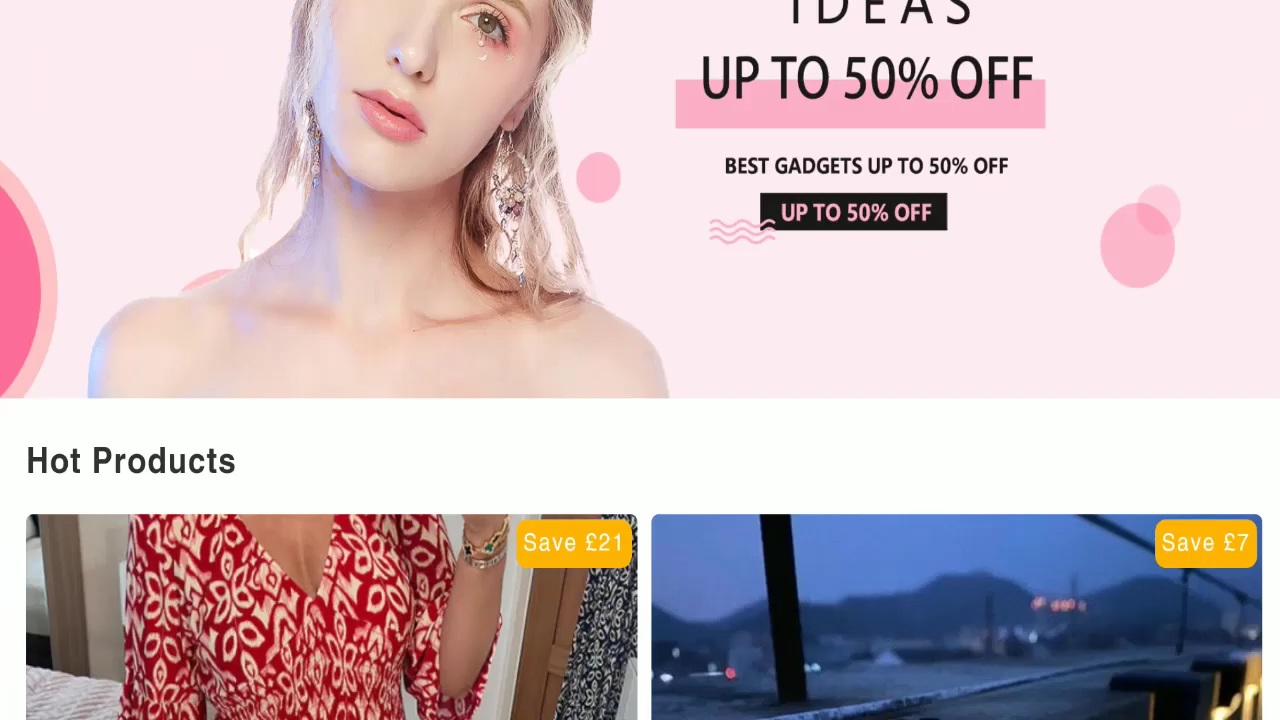 IDEAS
UP TO 50% OFF
BEST GADGETS UP TO 50% OFF
UP TO 50% OFF
Hot Products
Save £21
Save £7